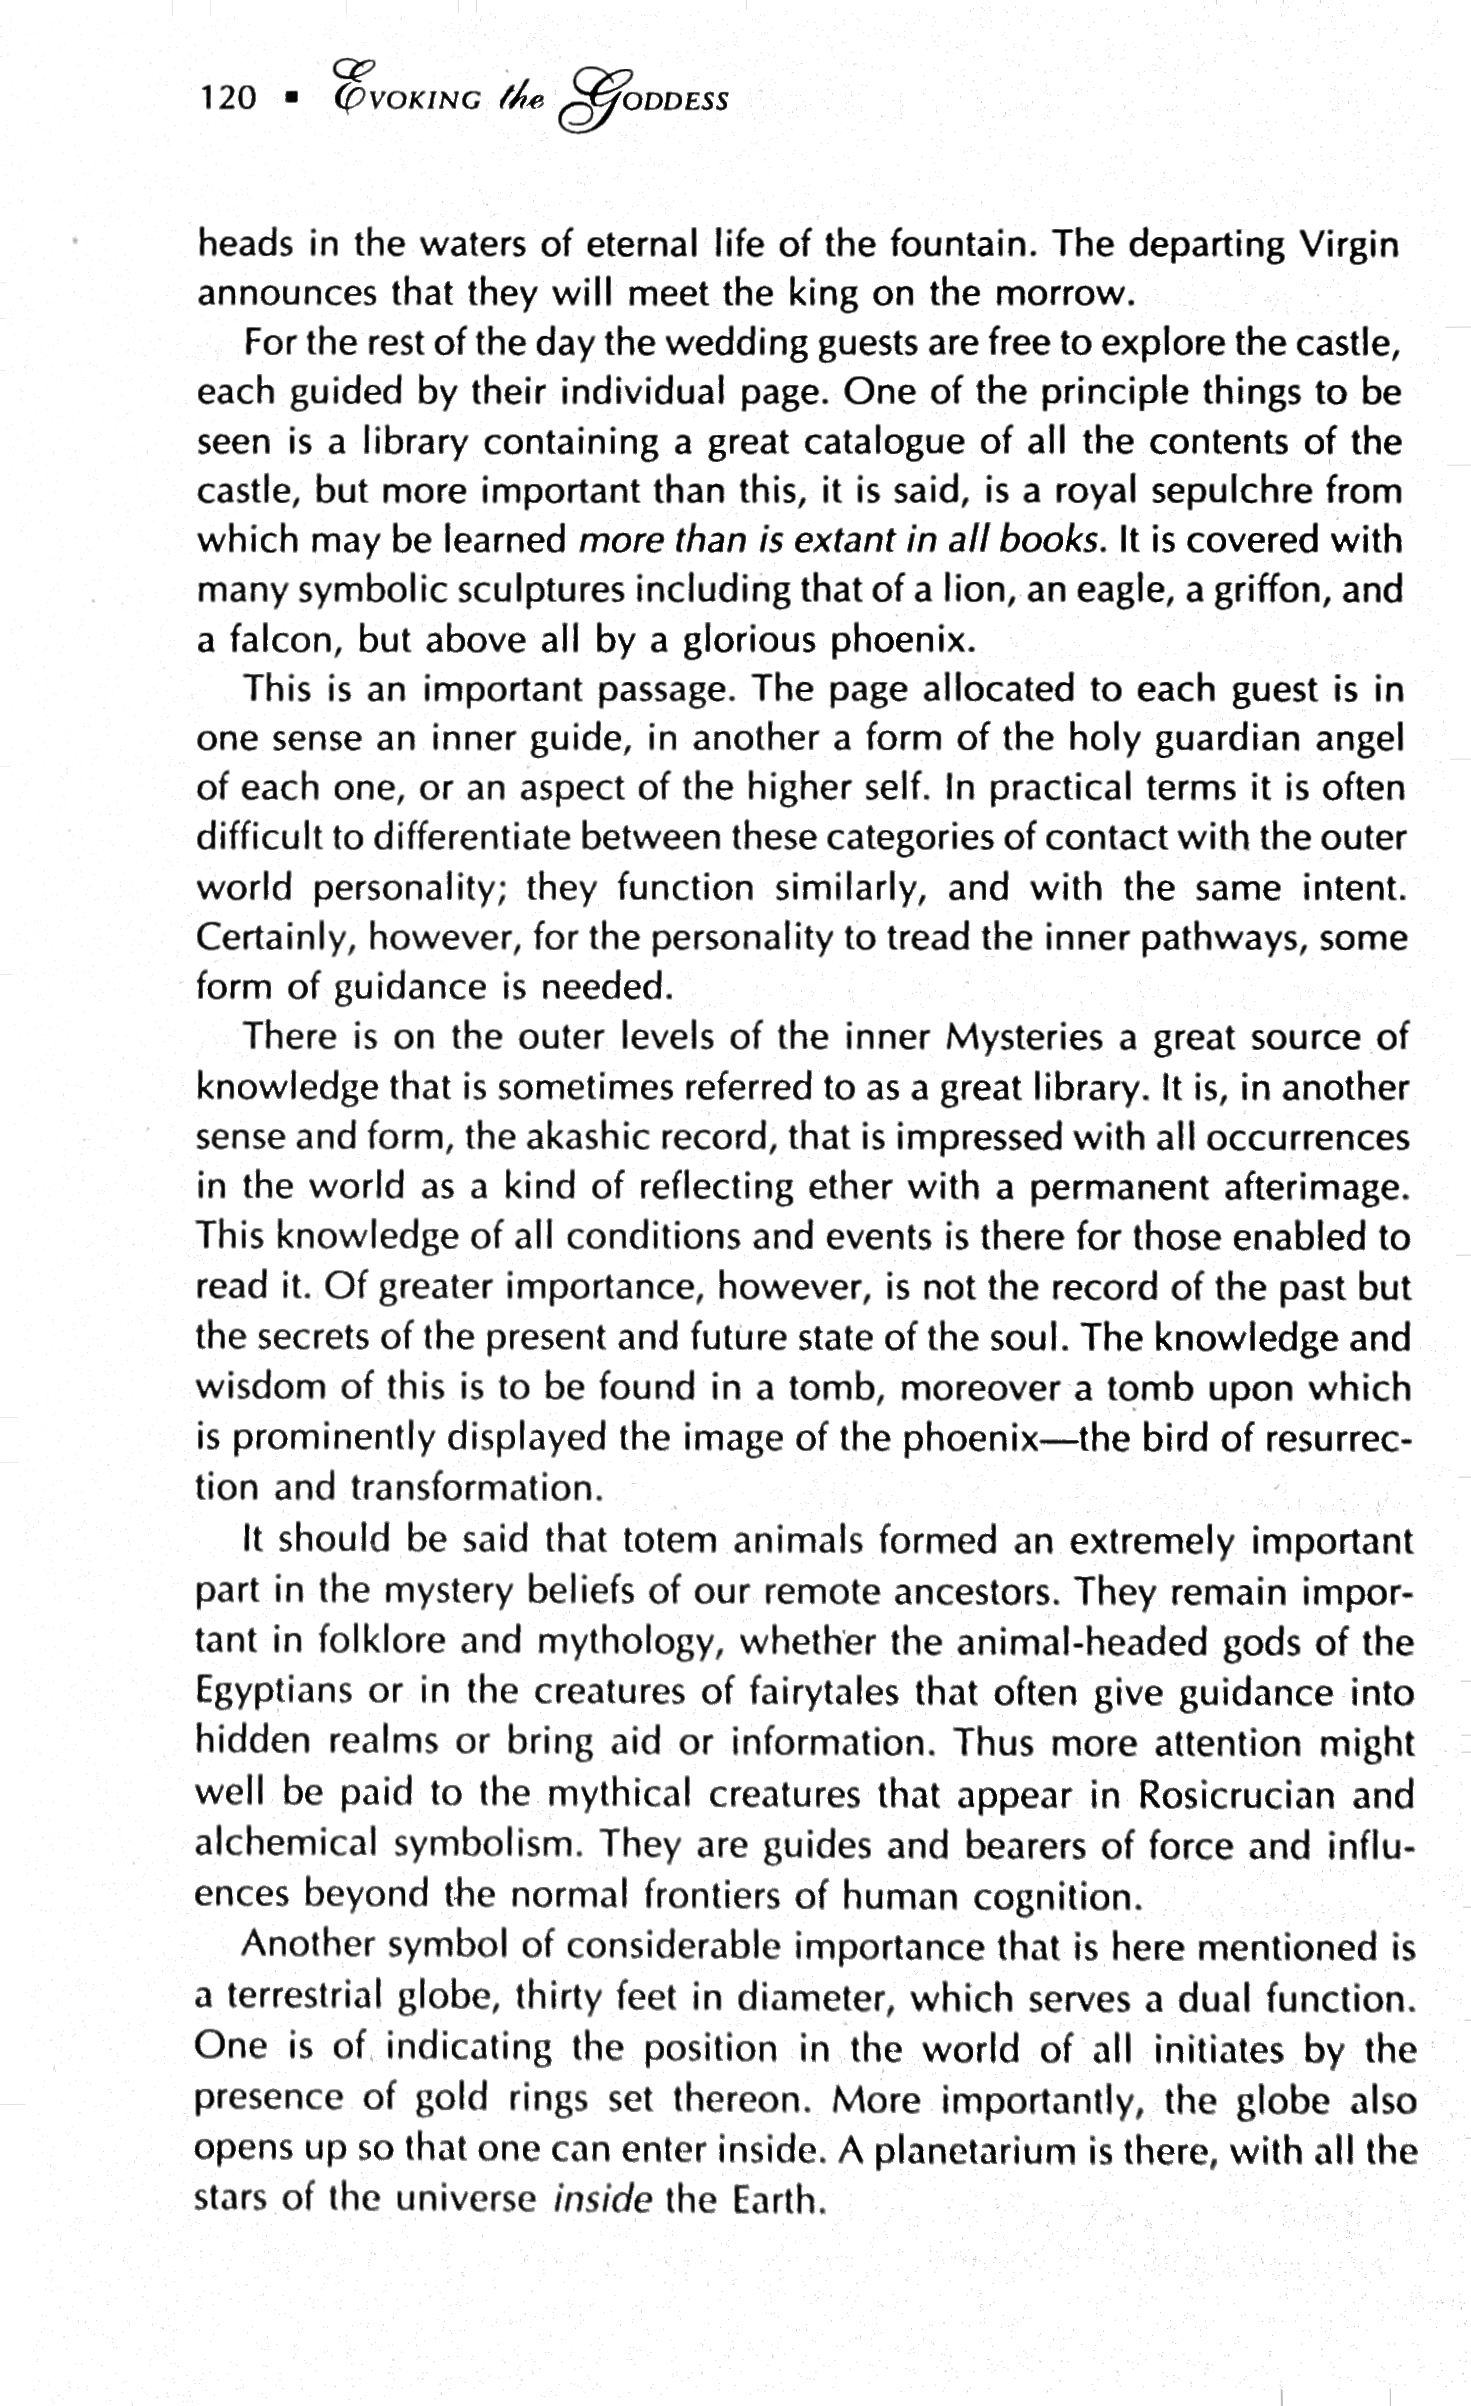 120 ▪ Evoking the Goddess
heads in the waters of eternal life of the fountain. The departing Virgin
announces that they will meet the king on the morrow.
For the rest of the day the wedding guests are free to explore the castle,
each guided by their individual page. One of the principle things to be
seen is a library containing a great catalogue of all the contents of the
castle, but more important than this, it is said, is a royal sepulchre from
which may be learned more than is extant in all books. It is covered with
many symbolic sculptures including that of a lion, an eagle, a griffon, and
a falcon, but above all by a glorious phoenix.
This is an important passage. The page allocated to each guest is in
one sense an inner guide, in another a form of the holy guardian angel
of each one, or an aspect of the higher self. In practical terms it is often
difficult to differentiate between these categories of contact with the outer
world personality; they function similarly, and with the same intent.
Certainly, however, for the personality to tread the inner pathways, some
form of guidance is needed.
There is on the outer levels of the inner Mysteries a great source of
knowledge that is sometimes referred to as a great library. It is, in another
sense and form, the akashic record, that is impressed with all occurrences
in the world as a kind of reflecting ether with a permanent afterimage.
This knowledge of all conditions and events is there for those enabled to
read it. Of greater importance, however, is not the record of the past but
the secrets of the present and future state of the soul. The knowledge and
wisdom of this is to be found in a tomb, moreover a tomb upon which
is prominently displayed the image of the phoenix—the bird of resurrec-
tion and transformation.
It should be said that totem animals formed an extremely important
part in the mystery beliefs of our remote ancestors. They remain impor-
tant in folklore and mythology, whether the animal-headed gods of the
Egyptians or in the creatures of fairytales that often give guidance into
hidden realms or bring aid or information. Thus more attention might
well be paid to the mythical creatures that appear in Rosicrucian and
alchemical symbolism. They are guides and bearers of force and influ-
ences beyond the normal frontiers of human cognition.
Another symbol of considerable importance that is here mentioned is
a terrestrial globe, thirty feet in diameter, which serves a dual function.
One is of indicating the position in the world of all initiates by the
presence of gold rings set thereon. More importantly, the globe also
opens up so that one can enter inside. A planetarium is there, with all the
stars of the universe inside the Earth.